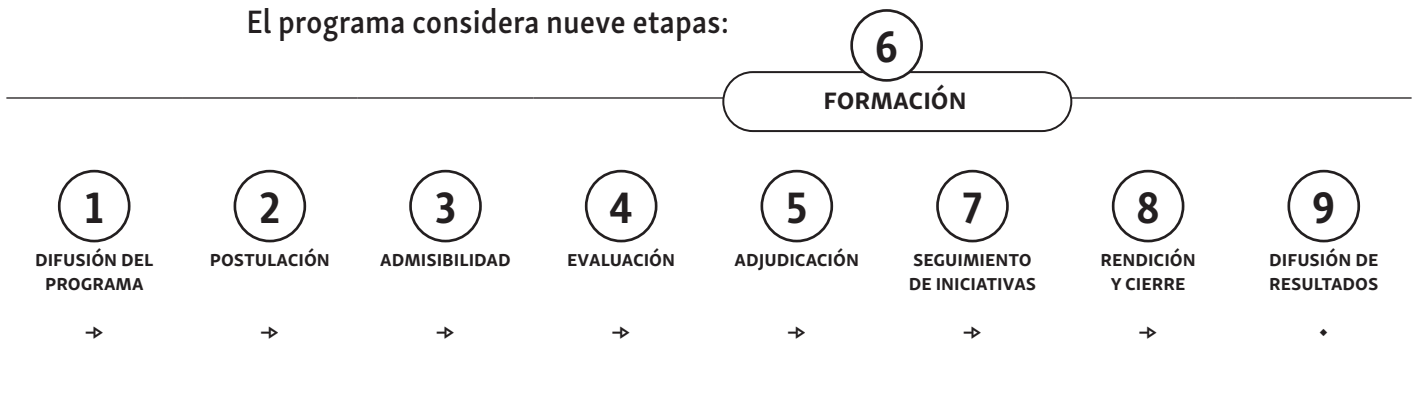 El programa considera nueve etapas:
6
FORMACIÓN
1
DIFUSIÓN DEL
PROGRAMA
2
POSTULACIÓN
3
ADMISIBILIDAD
4
EVALUACIÓN
5
ADJUDICACIÓN
7
SEGUIMIENTO
DE INICIATIVAS
8
RENDICIÓN
Y CIERRE
9
DIFUSIÓN DE
RESULTADOS